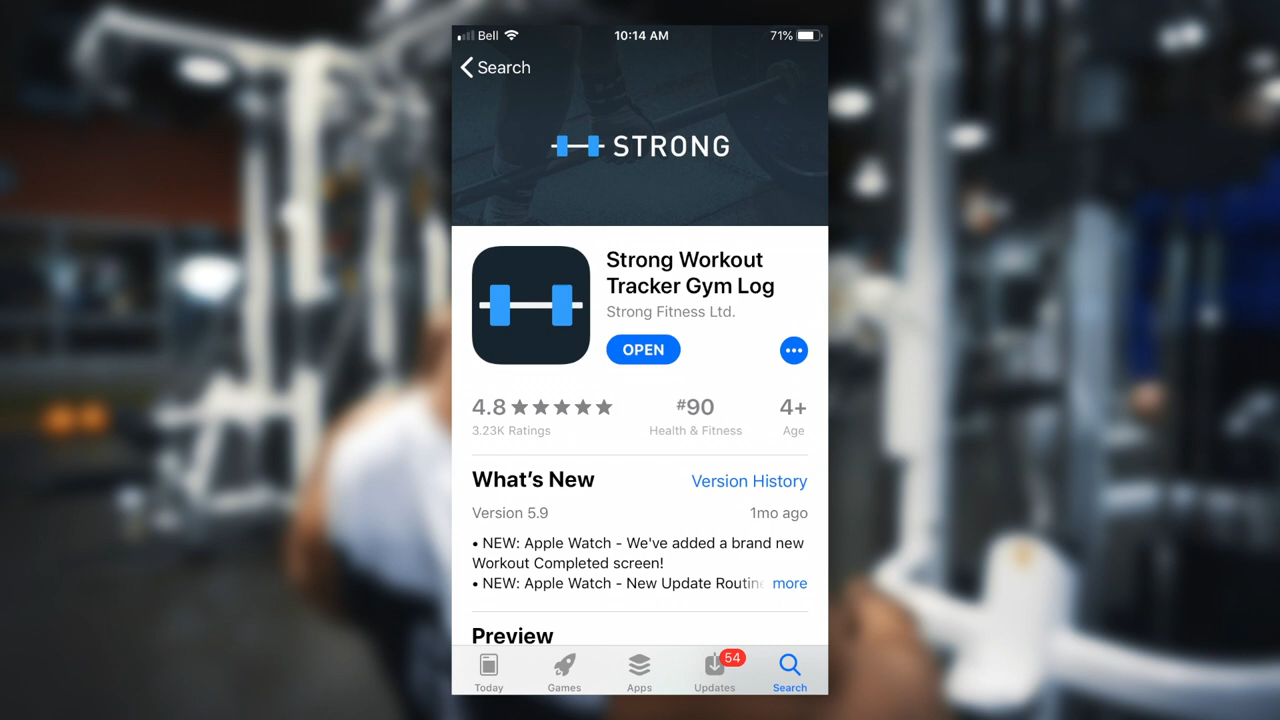 Bell 10:14 AM 71%
Search
STRONG
Strong Workout
Tracker Gym Log
Strong Fitness Ltd.
OPEN
4.8 #90 4+
3.23K Ratings Health & Fitness Age
What's New Version History
Version 5.9 1mo ago
• NEW: Apple Watch - We've added a brand new
Workout Completed screen!
• NEW: Apple Watch - New Update Routin more
Preview
54
Today Games Apps Updates Search